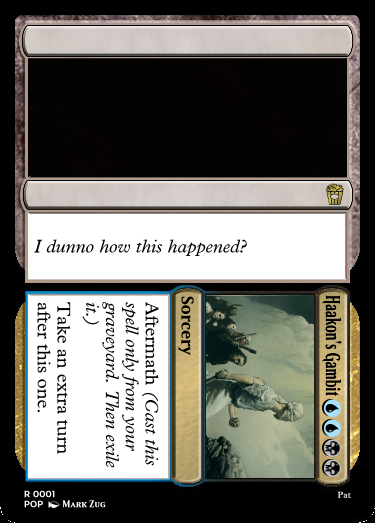 I dunno how this happened?
Haakon's Gambit
Sorcery
Aftermath (Cast this
spell only from your
graveyard. Then exile
it.)
Take an extra turn
after this one.
R 0001
POP Mark Zug
Pat